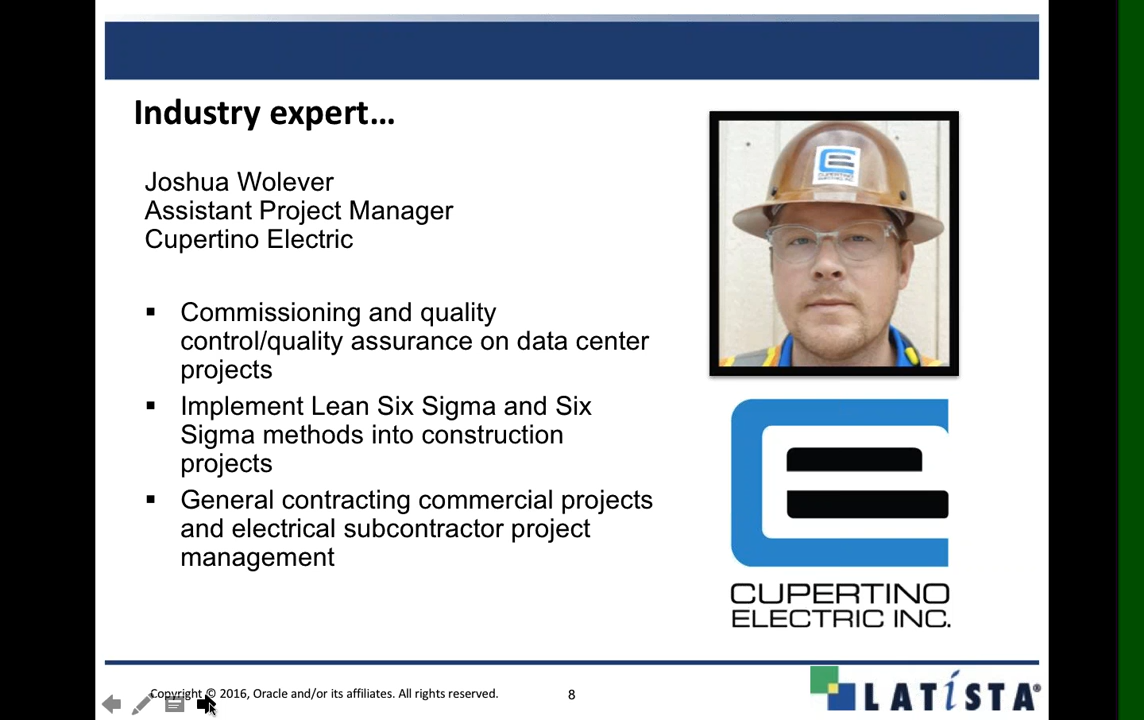 Industry expert...
Joshua Wolever
Assistant Project Manager
Cupertino Electric
▪ Commissioning and quality
control/quality assurance on data center
projects
▪ Implement Lean Six Sigma and Six
Sigma methods into construction
projects
▪ General contracting commercial projects
and electrical subcontractor project
management
CUPERTINO
ELECTRIC INC.
Copyright © 2016, Oracle and/or its affiliates. All rights reserved.
8
LATISTA®